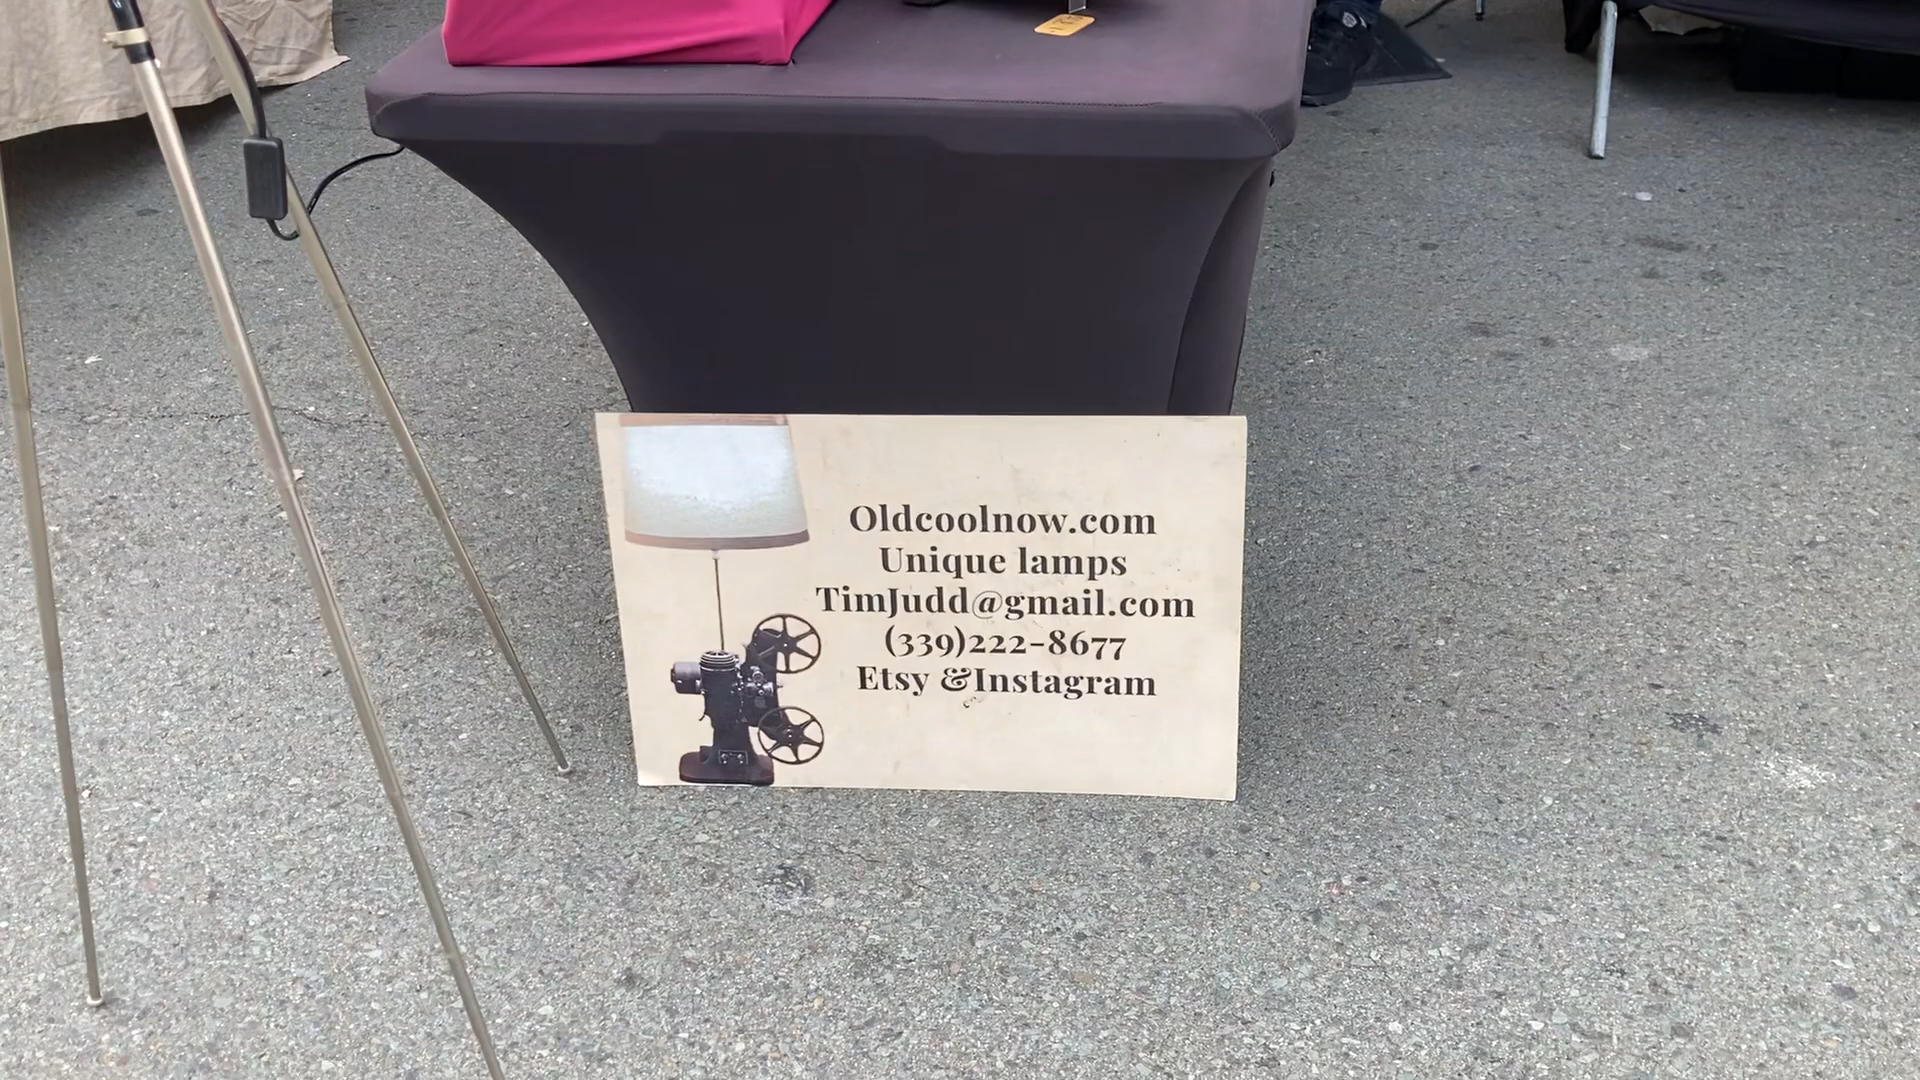 Oldcoolnow.com
Unique lamps
TimJudd@gmail.com
(339)222-8677
Etsy &Instagram